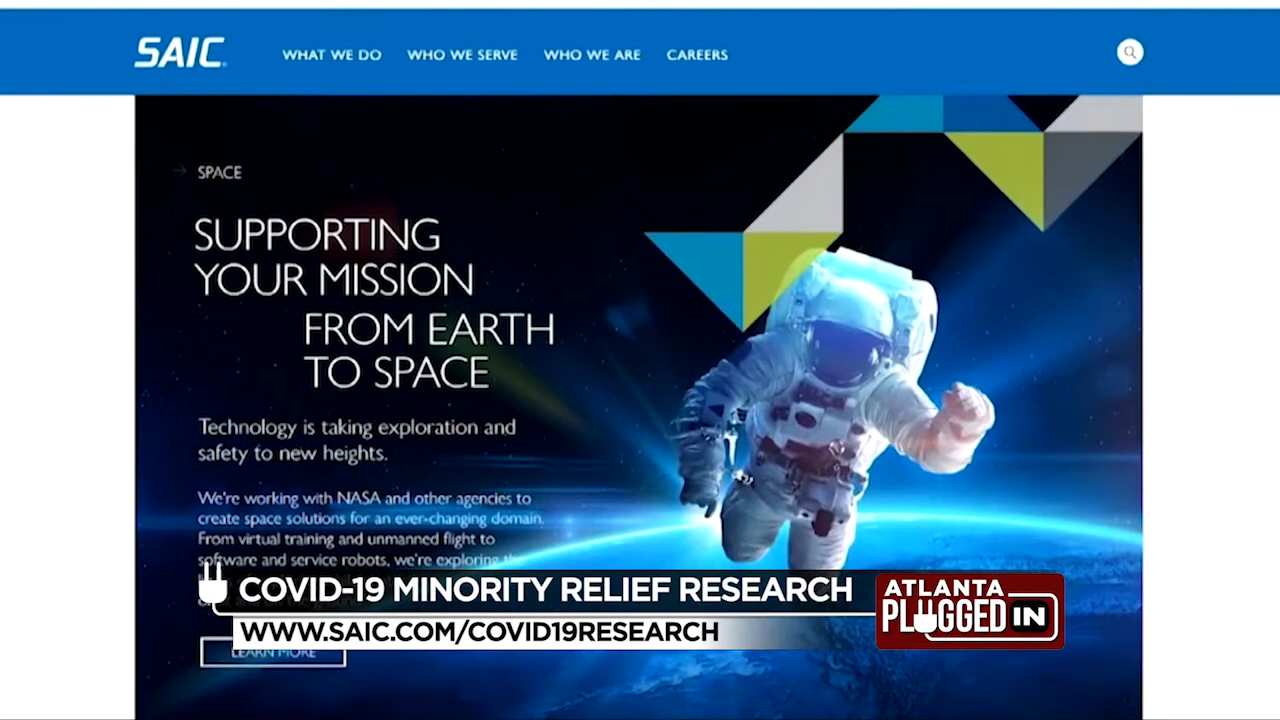 SAIC
WHAT WE DO
WHO WE SERVE
WHO WE ARE
CAREERS
SPACE
SUPPORTING
YOUR MISSION
FROM EARTH
TO SPACE
Technology is taking exploration and
safety to new heights.
We're working with NASA and other agencies to
create space solutions for an ever-changing domain.
From virtual training and unmanned flight to
software and service robots, we're exploring the
COVID-19 MINORITY RELIEF RESEARCH
WWW.SAIC.COM/COVID19RESEARCH
ATLANTA
PLUGGED IN
LEARN MORE